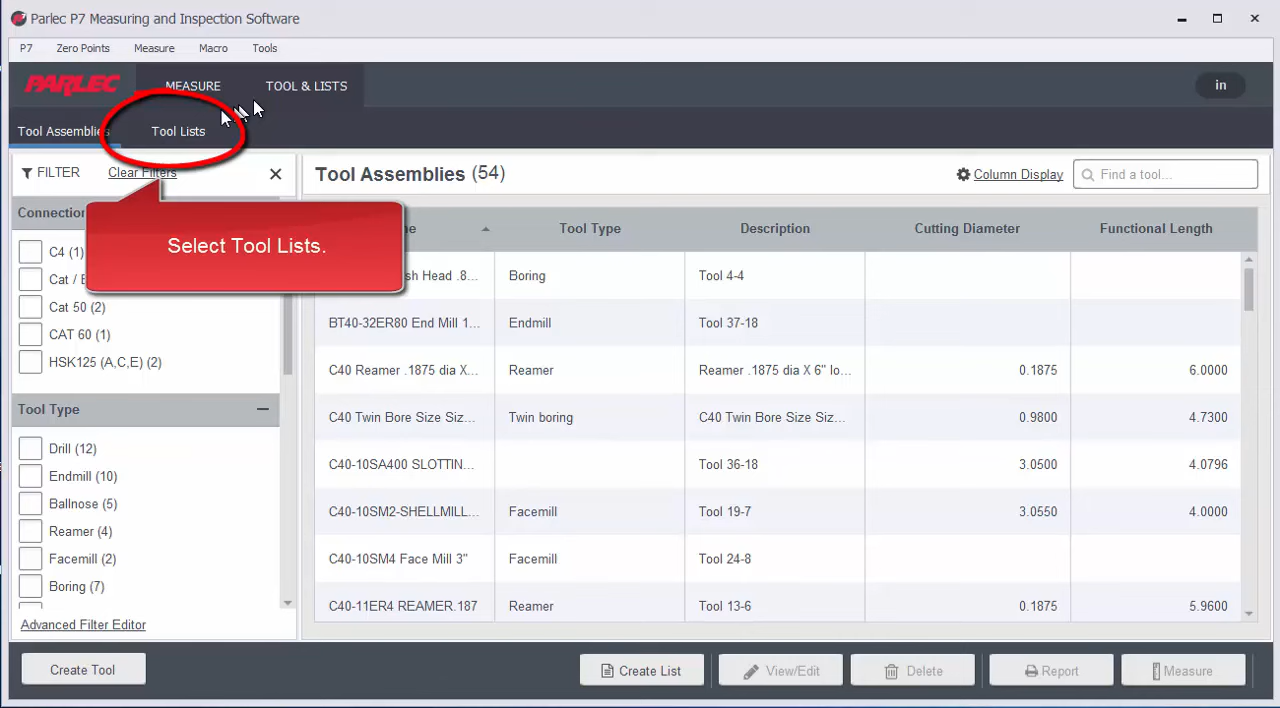 Parlec P7 Measuring and Inspection Software
P7 Zero Points Measure Macro Tools
PARLEC MEASURE TOOL & LISTS in
Tool Assemblies Tool Lists
FILTER Clear Filters
Tool Assemblies (54)
Column Display
Find a tool...
Connection
C4 (1)
Cat /
Cat 50 (2)
CAT 60 (1)
HSK125 (A,C,E) (2)
Select Tool Lists.
Tool Type
Drill (12)
Endmill (10)
Ballnose (5)
Reamer (4)
Facemill (2)
Boring (7)
Advanced Filter Editor
Tool Type Description Cutting Diameter Functional Length
Head .8... Boring Tool 4-4
BT40-32ER80 End Mill 1... Endmill Tool 37-18
C40 Reamer .1875 dia X... Reamer Reamer .1875 dia X 6" lo... 0.1875 6.0000
C40 Twin Bore Size Siz... Twin boring C40 Twin Bore Size Siz... 0.9800 4.7300
C40-10SA400 SLOTTIN... Tool 36-18 3.0500 4.0796
C40-10SM2-SHELLMILL... Facemill Tool 19-7 3.0550 4.0000
C40-10SM4 Face Mill 3" Facemill Tool 24-8
C40-11ER4 REAMER.187 Reamer Tool 13-6 0.1875 5.9600
Create Tool Create List View/Edit Delete Report Measure